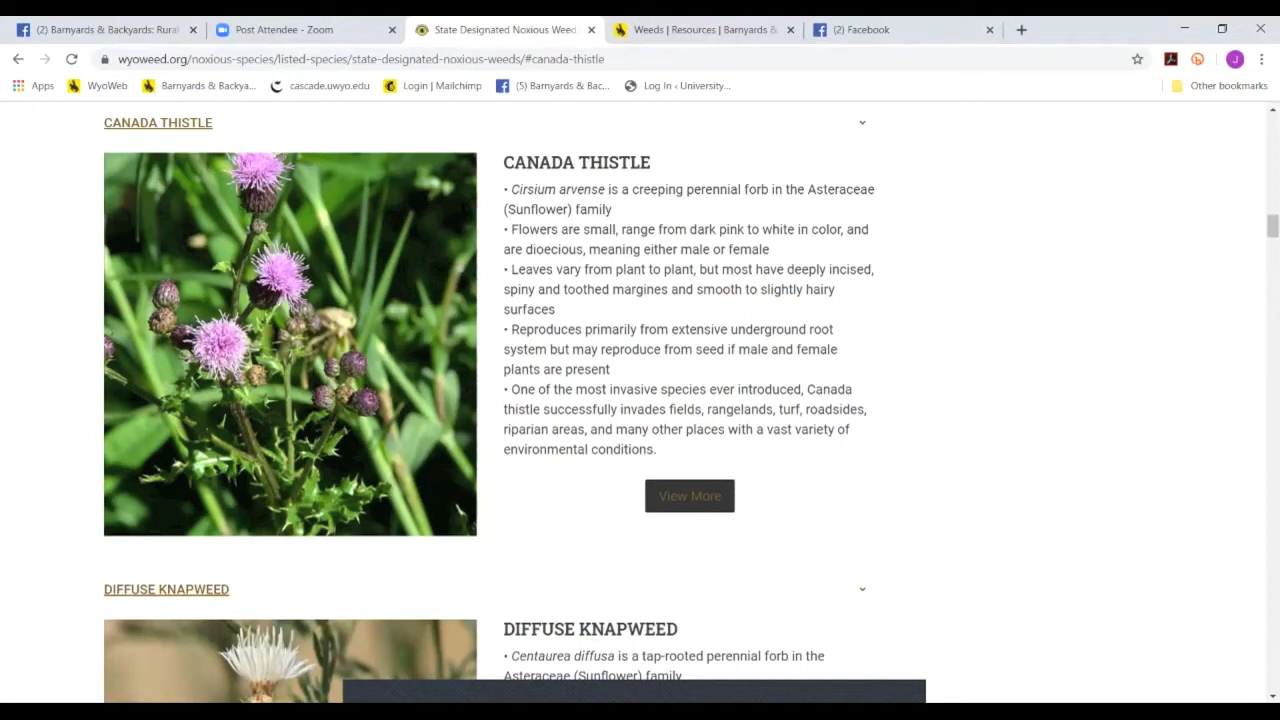 (2) Barnyards & Backyards: Rural
Post Attendee - Zoom
State Designated Noxious Weed
Weeds | Resources | Barnyards &
(2) Facebook
wyoweed.org/noxious-species/listed-species/state-designated-noxious-weeds/#canada-thistle
J
Apps
WyoWeb
Barnyards & Backya...
cascade.uwyo.edu
Login | Mailchimp
(5) Barnyards & Bac...
Log In ‹ University...
Other bookmarks
CANADA THISTLE
CANADA THISTLE
• Cirsium arvense is a creeping perennial forb in the Asteraceae
(Sunflower) family
• Flowers are small, range from dark pink to white in color, and
are dioecious, meaning either male or female
• Leaves vary from plant to plant, but most have deeply incised,
spiny and toothed margines and smooth to slightly hairy
surfaces
• Reproduces primarily from extensive underground root
system but may reproduce from seed if male and female
plants are present
• One of the most invasive species ever introduced, Canada
thistle successfully invades fields, rangelands, turf, roadsides,
riparian areas, and many other places with a vast variety of
environmental conditions.
View More
DIFFUSE KNAPWEED
DIFFUSE KNAPWEED
• Centaurea diffusa is a tap-rooted perennial forb in the
Asteraceae (Sunflower) family